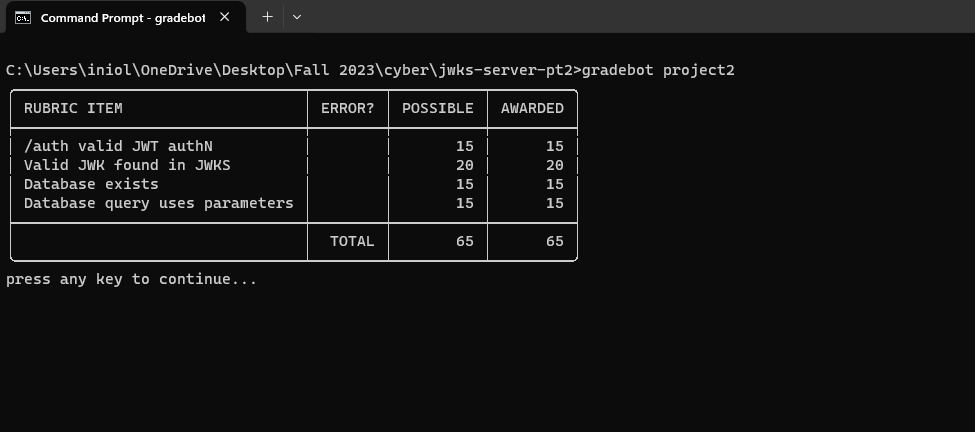 Command Prompt - gradebot
C:\Users\iniol\OneDrive\Desktop\Fall 2023\cyber\jwks-server-pt2>gradebot project2
RUBRIC ITEM ERROR? POSSIBLE AWARDED
/auth valid JWT authN 15 15
Valid JWK found in JWKS 20 20
Database exists 15 15
Database query uses parameters 15 15
TOTAL 65 65
press any key to continue...